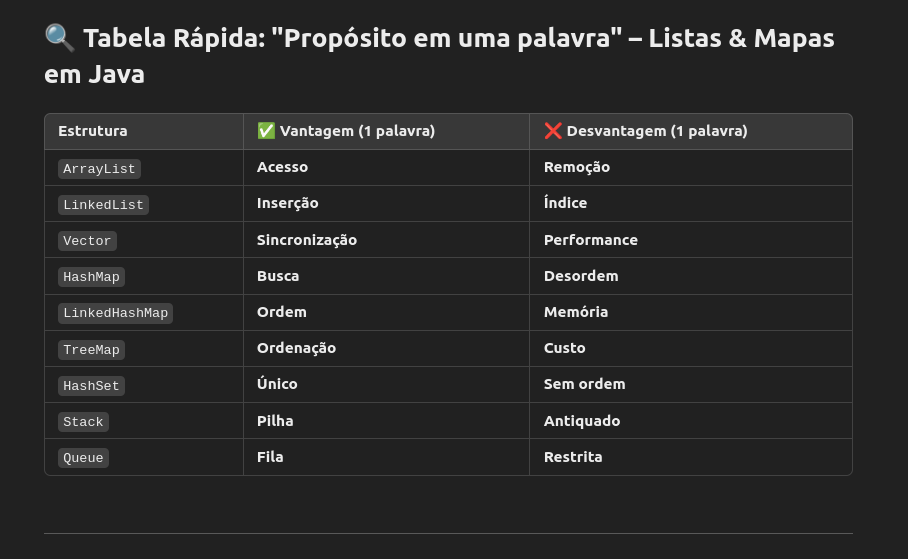 🔍 Tabela Rápida: "Propósito em uma palavra" – Listas & Mapas
em Java
Estrutura ✅ Vantagem (1 palavra) ❌ Desvantagem (1 palavra)
ArrayList Acesso Remoção
LinkedList Inserção Índice
Vector Sincronização Performance
HashMap Busca Desordem
LinkedHashMap Ordem Memória
TreeMap Ordenação Custo
HashSet Único Sem ordem
Stack Pilha Antiquado
Queue Fila Restrita